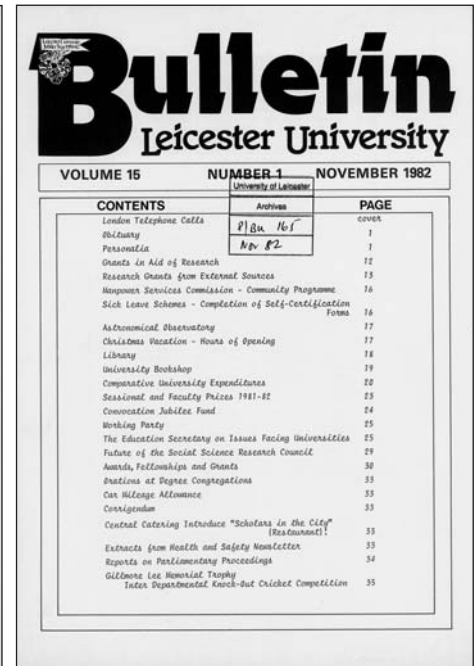 Bulletin
Leicester University
VOLUME 15 NUMBER 1 NOVEMBER 1982
University of Leicester
Archives
P/BU 165
Nov 82
CONTENTS PAGE
London Telephone Calls cover
Obituary 1
Personalia 1
Grants in Aid of Research 12
Research Grants from External Sources 13
Manpower Services Commission - Community Programme 16
Sick Leave Schemes - Completion of Self-Certification
Forms 16
Astronomical Observatory 17
Christmas Vacation - Hours of Opening 17
Library 18
University Bookshop 19
Comparative University Expenditures 20
Sessional and Faculty Prizes 1981-82 23
Convocation Jubilee Fund 24
Working Party 25
The Education Secretary on Issues Facing Universities 25
Future of the Social Science Research Council 29
Awards, Fellowships and Grants 30
Orations at Degree Congregations 33
Car Mileage Allowance 33
Corrigendum 33
Central Catering Introduce "Scholars in the City"
(Restaurant)! 33
Extracts from Health and Safety Newsletter 33
Reports on Parliamentary Proceedings 34
Gillmore Lee Memorial Trophy
Inter Departmental Knock-Out Cricket Competition 35